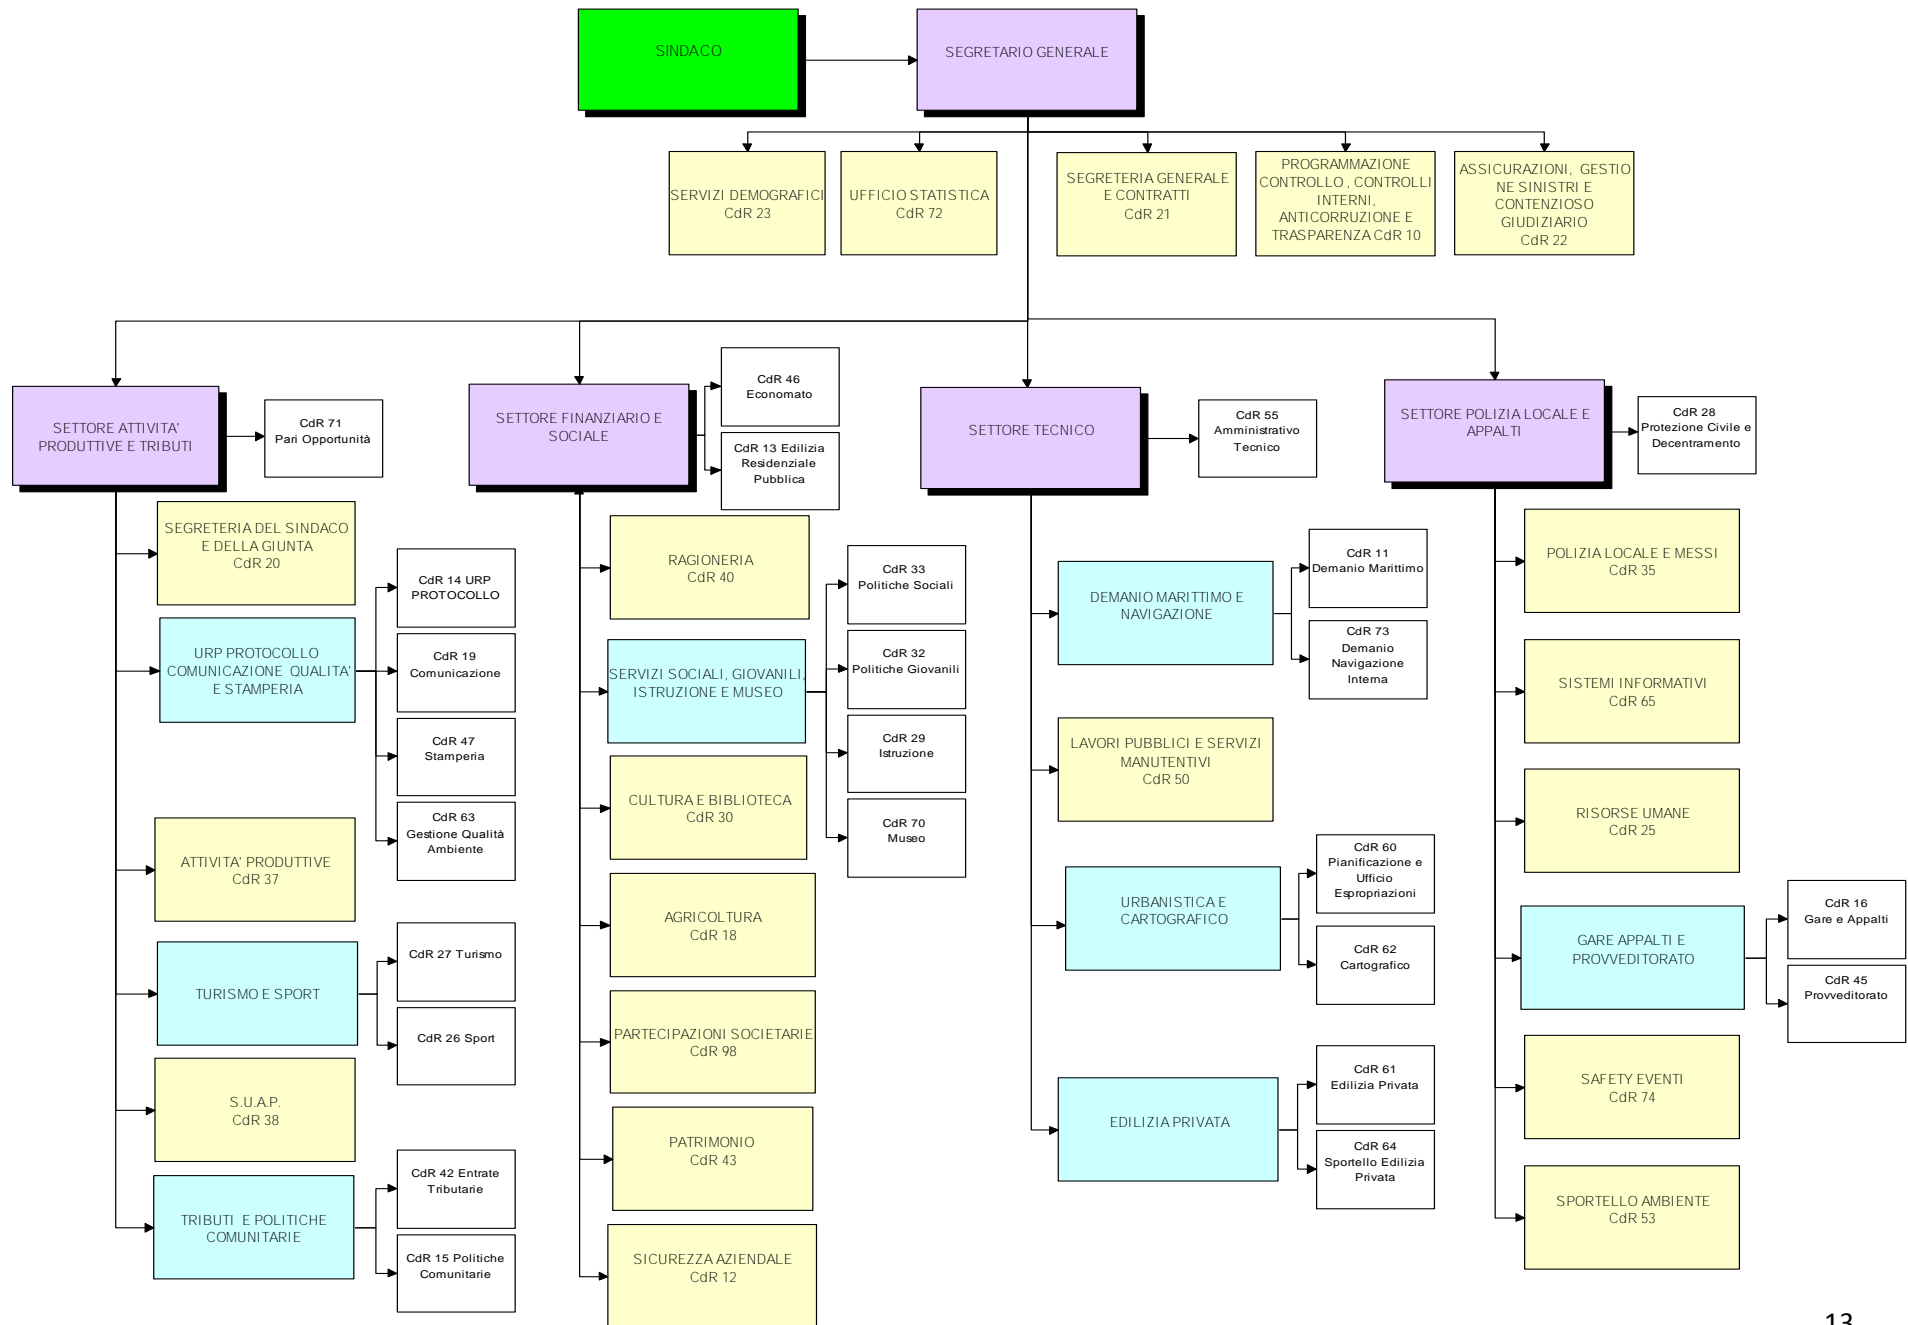 SINDACO
SEGRETARIO GENERALE
SERVIZI DEMOGRAFICI
CdR 23
UFFICIO STATISTICA
CdR 72
SEGRETERIA GENERALE
E CONTRATTI
CdR 21
PROGRAMMAZIONE
CONTROLLO , CONTROLLI
INTERNI,
ANTICORRUZIONE E
TRASPARENZA CdR 10
ASSICURAZIONI, GESTIO
NE SINISTRI E
CONTENZIOSO
GIUDIZIARIO
CdR 22
SETTORE ATTIVITA'
PRODUTTIVE E TRIBUTI
CdR 71
Pari Opportunità
SEGRETERIA DEL SINDACO
E DELLA GIUNTA
CdR 20
URP PROTOCOLLO
COMUNICAZIONE QUALITA'
E STAMPERIA
CdR 14 URP
PROTOCOLLO
CdR 19
Comunicazione
CdR 47
Stamperia
CdR 63
Gestione Qualità
Ambiente
ATTIVITA' PRODUTTIVE
CdR 37
TURISMO E SPORT
CdR 27 Turismo
CdR 26 Sport
S.U.A.P.
CdR 38
TRIBUTI E POLITICHE
COMUNITARIE
CdR 42 Entrate
Tributarie
CdR 15 Politiche
Comunitarie
SETTORE FINANZIARIO E
SOCIALE
CdR 46
Economato
CdR 13 Edilizia
Residenziale
Pubblica
RAGIONERIA
CdR 40
SERVIZI SOCIALI, GIOVANILI,
ISTRUZIONE E MUSEO
CdR 33
Politiche Sociali
CdR 32
Politiche Giovanili
CdR 29
Istruzione
CdR 70
Museo
CULTURA E BIBLIOTECA
CdR 30
AGRICOLTURA
CdR 18
PARTECIPAZIONI SOCIETARIE
CdR 98
PATRIMONIO
CdR 43
SICUREZZA AZIENDALE
CdR 12
SETTORE TECNICO
CdR 55
Amministrativo
Tecnico
DEMANIO MARITTIMO E
NAVIGAZIONE
CdR 11
Demanio Marittimo
CdR 73
Demanio
Navigazione
Interna
LAVORI PUBBLICI E SERVIZI
MANUTENTIVI
CdR 50
URBANISTICA E
CARTOGRAFICO
CdR 60
Pianificazione e
Ufficio
Espropriazioni
CdR 62
Cartografico
EDILIZIA PRIVATA
CdR 61
Edilizia Privata
CdR 64
Sportello Edilizia
Privata
SETTORE POLIZIA LOCALE E
APPALTI
CdR 28
Protezione Civile e
Decentramento
POLIZIA LOCALE E MESSI
CdR 35
SISTEMI INFORMATIVI
CdR 65
RISORSE UMANE
CdR 25
GARE APPALTI E
PROVVEDITORATO
CdR 16
Gare e Appalti
CdR 45
Provveditorato
SAFETY EVENTI
CdR 74
SPORTELLO AMBIENTE
CdR 53
13